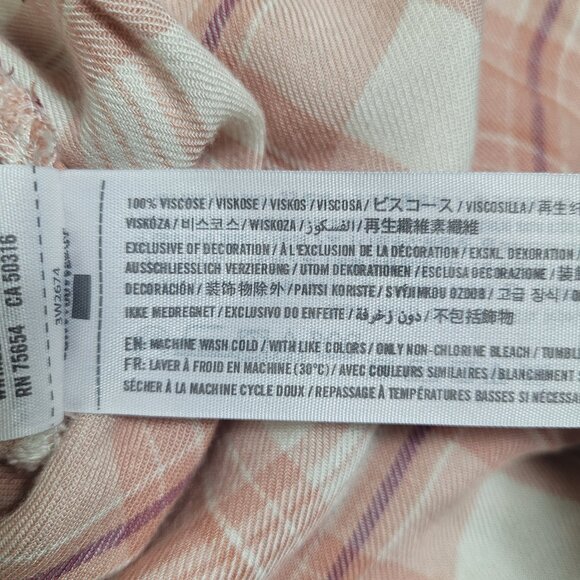 100% VISCOSE / VISKOSE / VISKOS / VISCOSA / ビスコース / VISCOSILLA / 再生
VISKÓZA / 비스코스 / WISKOZA / الفسكوز / 再生纖維素纖維
EXCLUSIVE OF DECORATION / À L'EXCLUSION DE LA DÉCORATION / EKSKL. DEKORATION /
AUSSCHLIESSLICH VERZIERUNG / UTOM DEKORATIONEN / ESCLUSA DECORAZIONE / 装
DECORACIÓN / 装饰物除外 / PAITSI KORISTE / S VÝJIMKOU OZDOB / 고급 장식 /
IKKE MEDREGNET / EXCLUSIVO DO ENFEITE / دون زخرفة / 不包括飾物
EN: MACHINE WASH COLD / WITH LIKE COLORS / ONLY NON-CHLORINE BLEACH / TUMBL
FR: LAVER À FROID EN MACHINE (30°C) / AVEC COULEURS SIMILAIRES / BLANCHIMENT
SÉCHER À LA MACHINE CYCLE DOUX / REPASSAGE À TEMPÉRATURES BASSES SI NÉCESSA
3W2674
RN 75654 CA 50316